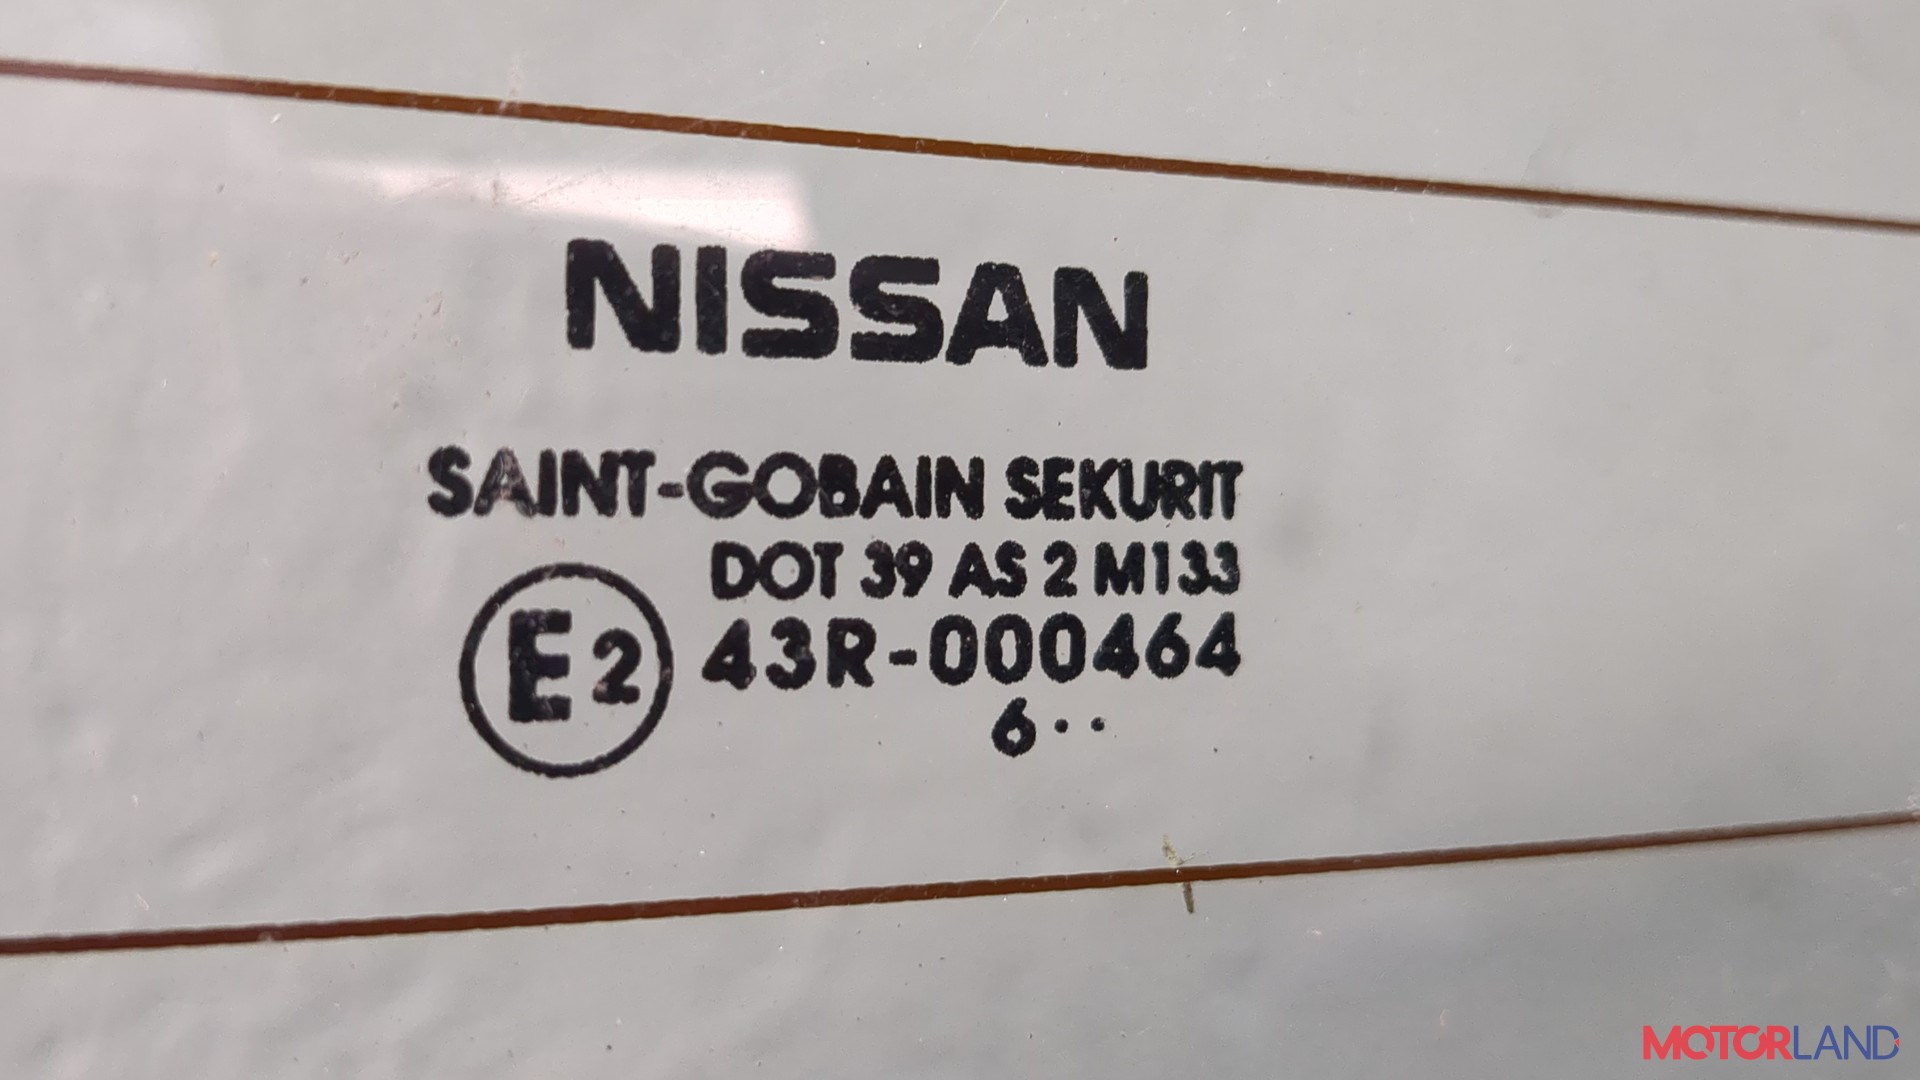 NISSAN
SAINT-GOBAIN SEKURIT
DOT 39 AS 2 M133
E2 43R-000464
6··
MOTORLAND